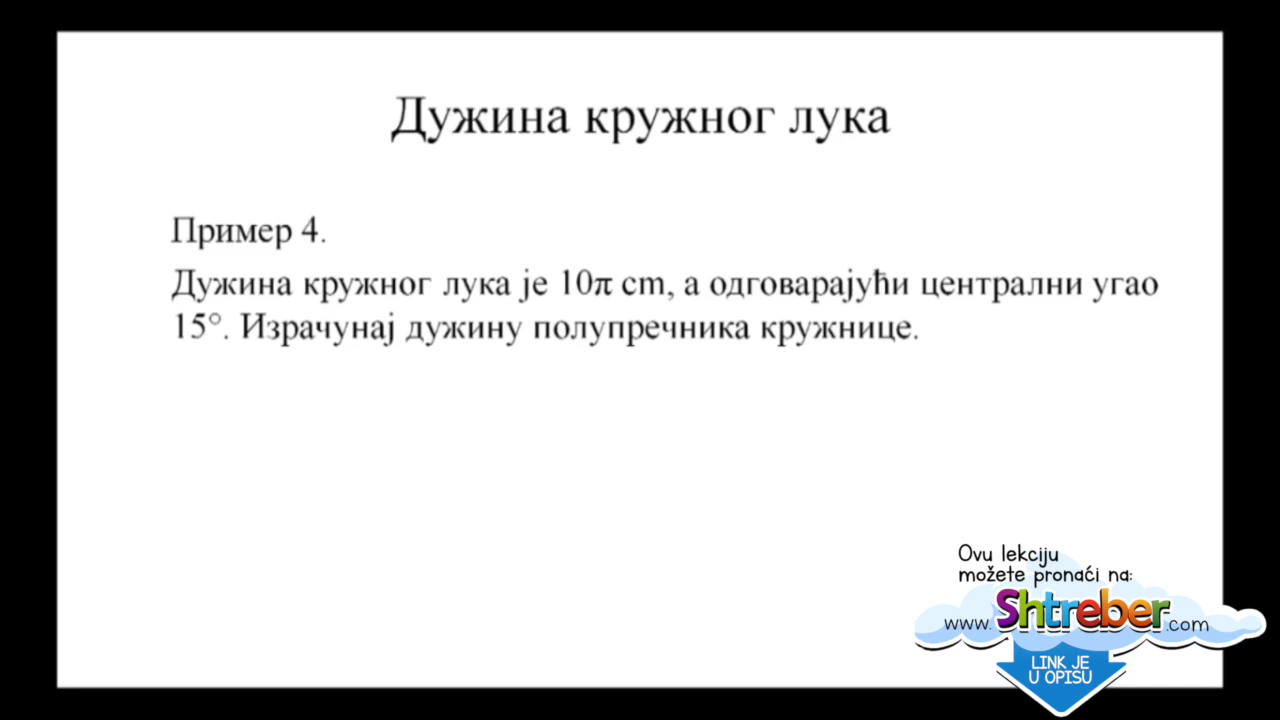 Дужина кружног лука
Пример 4.
Дужина кружног лука је 10π cm, а одговарајући централни угао
15°. Израчунај дужину полупречника кружнице.
Ovu lekciju
možete pronaći na:
www.Shtreber.com
LINK JE
U OPISU